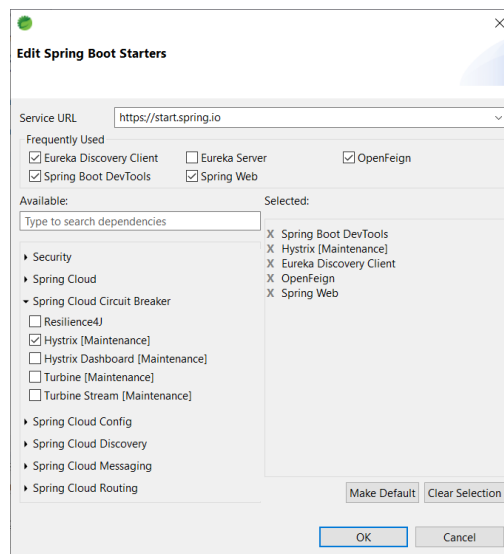 Edit Spring Boot Starters
Service URL https://start.spring.io
Frequently Used
Eureka Discovery Client Eureka Server OpenFeign
Spring Boot DevTools Spring Web
Available:
Type to search dependencies
Security
Spring Cloud
Spring Cloud Circuit Breaker
Resilience4J
Hystrix [Maintenance]
Hystrix Dashboard [Maintenance]
Turbine [Maintenance]
Turbine Stream [Maintenance]
Spring Cloud Config
Spring Cloud Discovery
Spring Cloud Messaging
Spring Cloud Routing
Selected:
X Spring Boot DevTools
X Hystrix [Maintenance]
X Eureka Discovery Client
X OpenFeign
X Spring Web
Make Default Clear Selection
OK Cancel